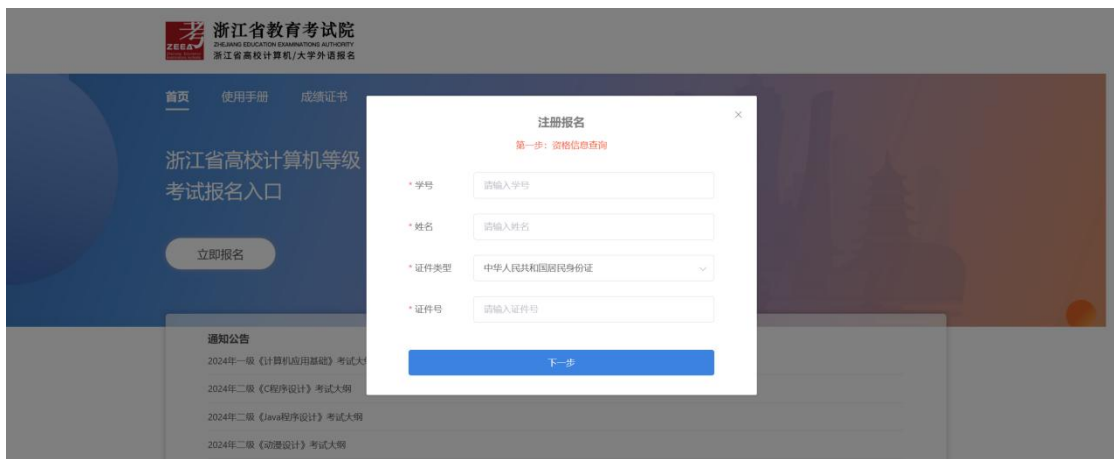 考
ZEEA
浙江省教育考试院
ZHEJIANG EDUCATION EXAMINATIONS AUTHORITY
浙江省高校计算机/大学外语报名
首页 使用手册 成绩证书
浙江省高校计算机等级
考试报名入口
立即报名
注册报名
×
第一步：资格信息查询
* 学号 请输入学号
* 姓名 请输入姓名
* 证件类型 中华人民共和国居民身份证
* 证件号 请输入证件号
下一步
通知公告
2024年一级《计算机应用基础》考试大
2024年二级《C程序设计》考试大纲
2024年二级《Java程序设计》考试大纲
2024年二级《动漫设计》考试大纲